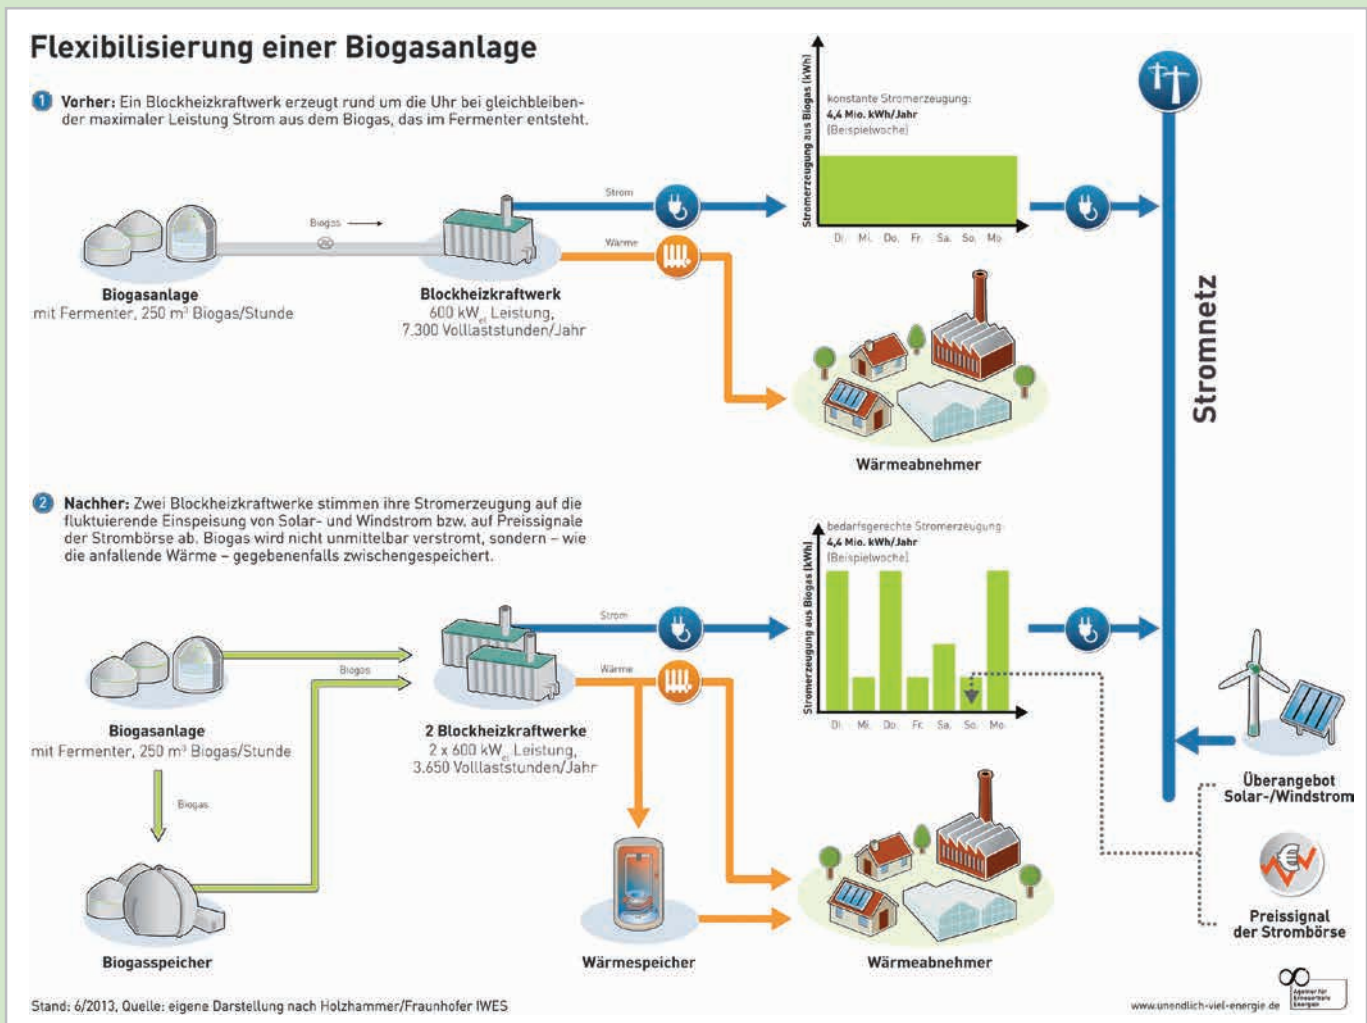 Flexibilisierung einer Biogasanlage
1 Vorher: Ein Blockheizkraftwerk erzeugt rund um die Uhr bei gleichbleiben-
der maximaler Leistung Strom aus dem Biogas, das im Fermenter entsteht.
Stromerzeugung aus Biogas (kWh)
konstante Stromerzeugung:
4,4 Mio. kWh/Jahr
(Beispielwoche)
Di. Mi. Do. Fr. Sa. So. Mo
Biogas
Strom
Wärme
Biogasanlage
mit Fermenter, 250 m³ Biogas/Stunde
Blockheizkraftwerk
600 kWel Leistung,
7.300 Volllaststunden/Jahr
Wärmeabnehmer
Stromnetz
2 Nachher: Zwei Blockheizkraftwerke stimmen ihre Stromerzeugung auf die
fluktuierende Einspeisung von Solar- und Windstrom bzw. auf Preissignale
der Strombörse ab. Biogas wird nicht unmittelbar verstromt, sondern – wie
die anfallende Wärme – gegebenenfalls zwischengespeichert.
Stromerzeugung aus Biogas (kWh)
bedarfsgerechte Stromerzeugung:
4,4 Mio. kWh/Jahr
(Beispielwoche)
Di. Mi. Do. Fr. Sa. So. Mo
Biogas
Strom
Wärme
Biogasanlage
mit Fermenter, 250 m³ Biogas/Stunde
2 Blockheizkraftwerke
2 x 600 kWel Leistung,
3.650 Volllaststunden/Jahr
Biogas
Überangebot
Solar-/Windstrom
€
Preissignal
der Strombörse
Biogasspeicher
Wärmespeicher
Wärmeabnehmer
Stand: 6/2013, Quelle: eigene Darstellung nach Holzhammer/Fraunhofer IWES
www.unendlich-viel-energie.de
Agentur für
Erneuerbare
Energien